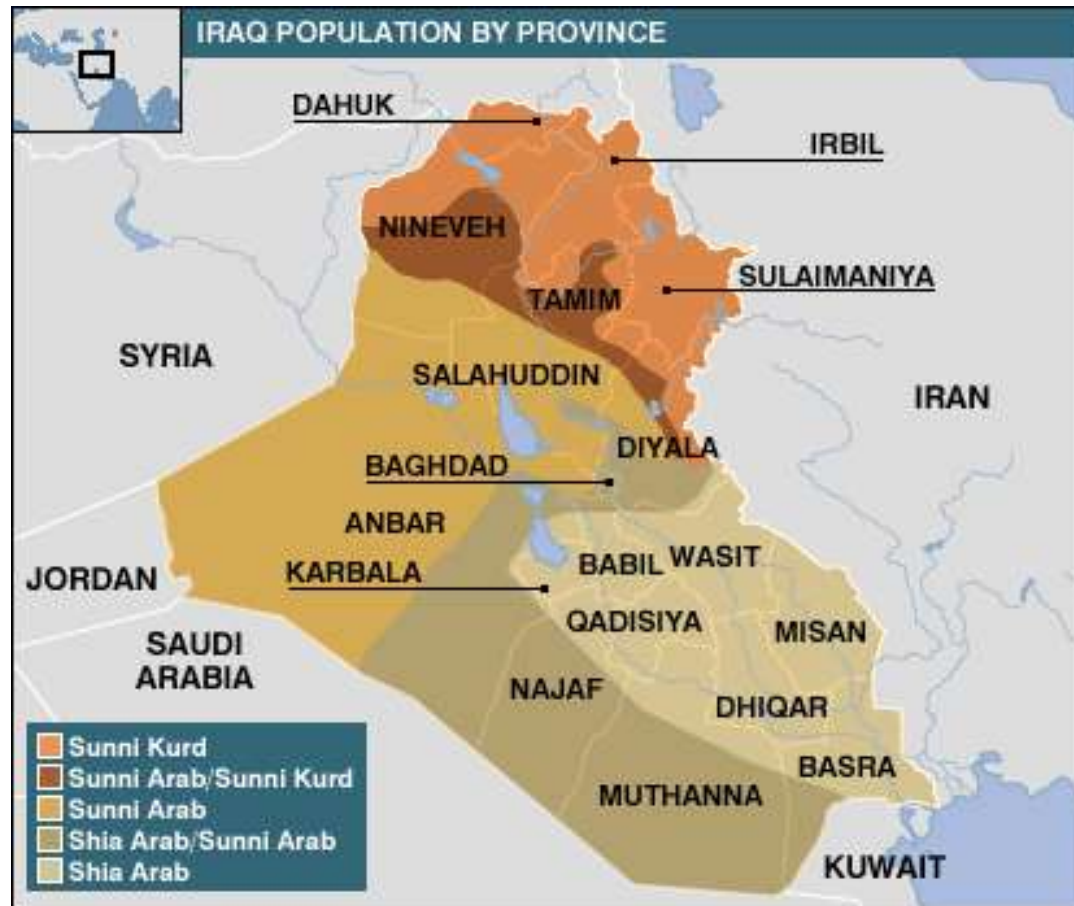 IRAQ POPULATION BY PROVINCE
DAHUK
IRBIL
NINEVEH
SULAIMANIYA
TAMIM
SYRIA
SALAHUDDIN
IRAN
DIYALA
BAGHDAD
ANBAR
BABIL
WASIT
JORDAN
KARBALA
QADISIYA
MISAN
SAUDI
ARABIA
NAJAF
DHIQAR
BASRA
MUTHANNA
KUWAIT
Sunni Kurd
Sunni Arab/Sunni Kurd
Sunni Arab
Shia Arab/Sunni Arab
Shia Arab